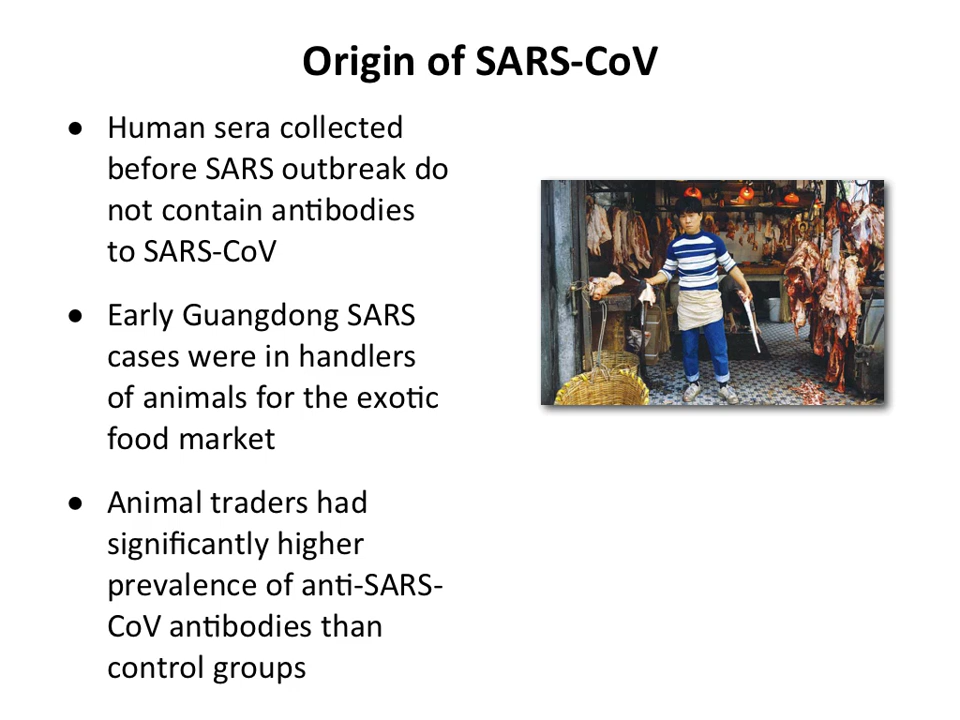 Origin of SARS-CoV
● Human sera collected
before SARS outbreak do
not contain antibodies
to SARS-CoV
● Early Guangdong SARS
cases were in handlers
of animals for the exotic
food market
● Animal traders had
significantly higher
prevalence of anti-SARS-
CoV antibodies than
control groups